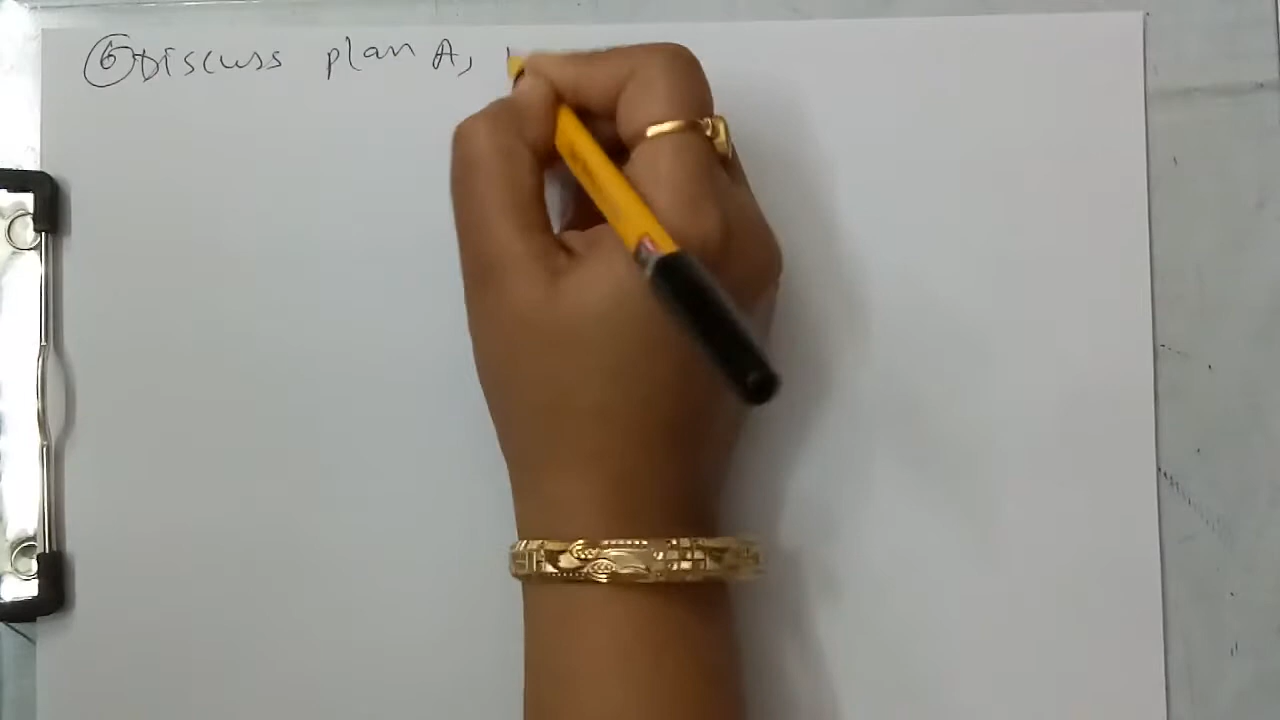 ⑥ Discuss plan A,